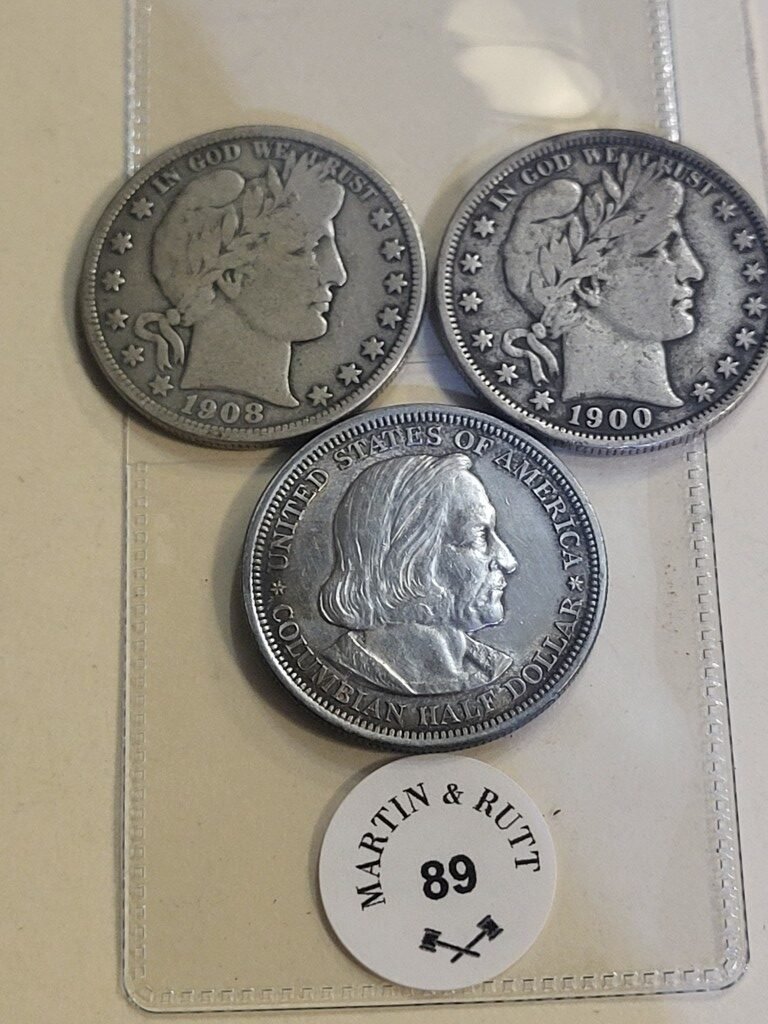 IN GOD WE TRUST
1908
IN GOD WE TRUST
1900
UNITED STATES OF AMERICA
COLUMBIAN HALF DOLLAR
MARTIN & RUTT
89